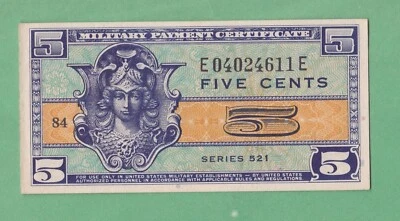 5 MILITARY PAYMENT CERTIFICATE 5
E04024611E
FIVE CENTS
84
5
SERIES 521
5 FOR USE ONLY IN UNITED STATES MILITARY ESTABLISHMENTS - BY UNITED STATES 5
AUTHORIZED PERSONNEL IN ACCORDANCE WITH APPLICABLE RULES AND REGULATIONS.